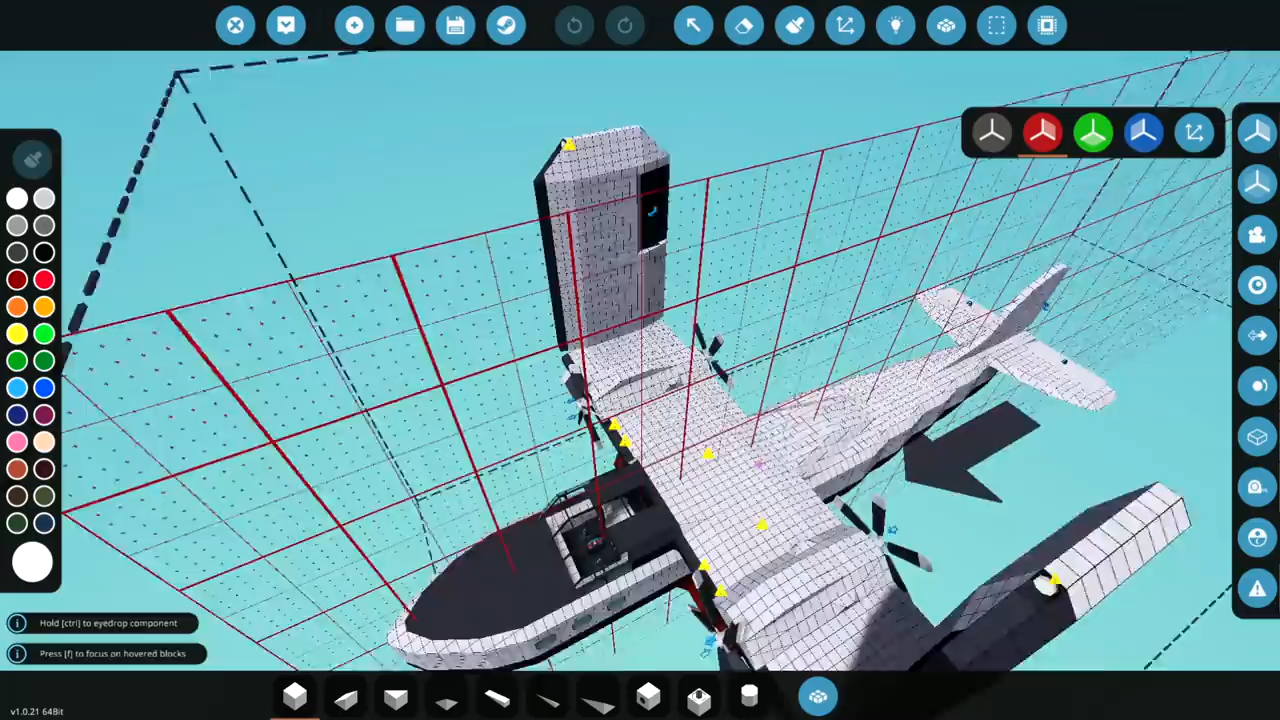 Hold [ctrl] to eyedrop component
Press [f] to focus on hovered blocks
v1.0.21 64Bit